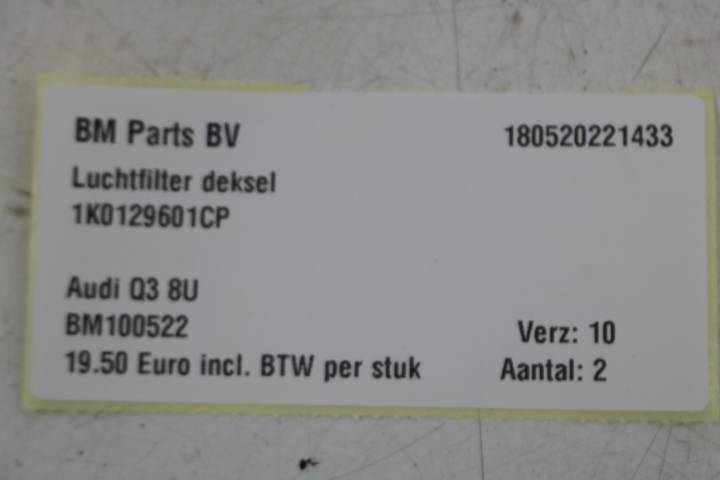 BM Parts BV 180520221433
Luchtfilter deksel
1K0129601CP
Audi Q3 8U
BM100522 Verz: 10
19.50 Euro incl. BTW per stuk Aantal: 2